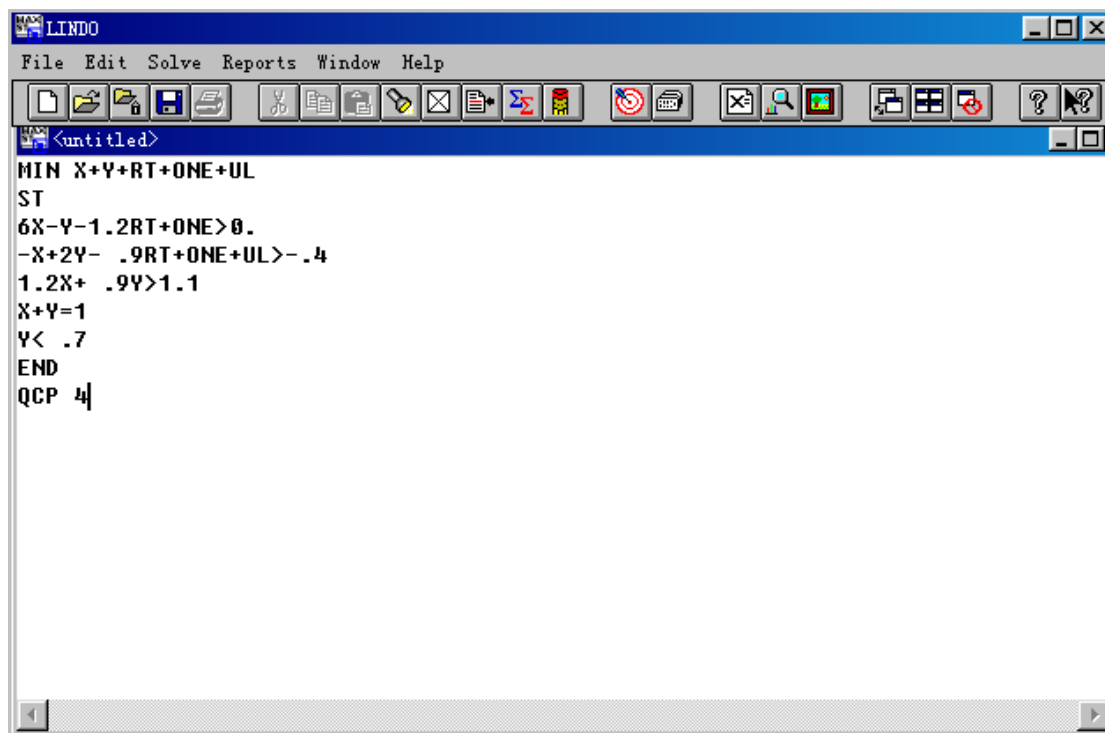 LINDO
File Edit Solve Reports Window Help
<untitled>
MIN X+Y+RT+ONE+UL
ST
6X-Y-1.2RT+ONE>0.
-X+2Y- .9RT+ONE+UL>-.4
1.2X+ .9Y>1.1
X+Y=1
Y< .7
END
QCP 4